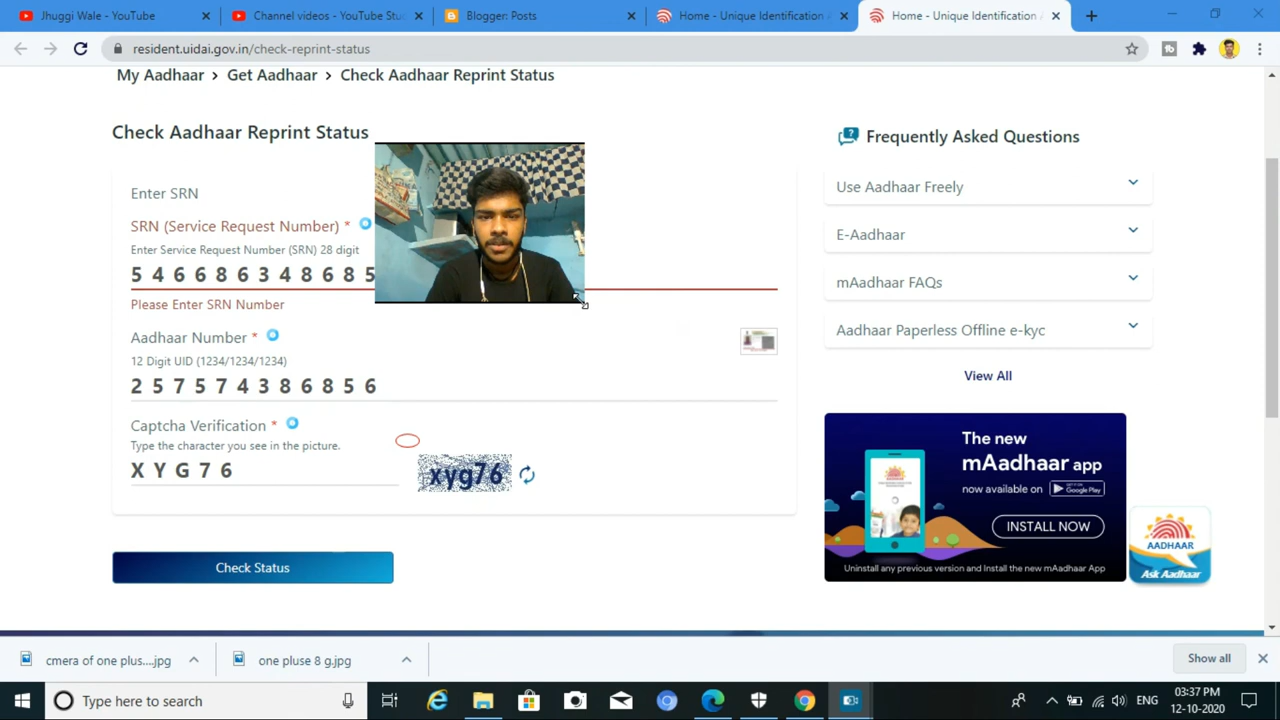 Jhuggi Wale - YouTube
Channel videos - YouTube Stu
Blogger: Posts
Home - Unique Identification
Home - Unique Identification
resident.uidai.gov.in/check-reprint-status
My Aadhaar > Get Aadhaar > Check Aadhaar Reprint Status
Check Aadhaar Reprint Status
Enter SRN
SRN (Service Request Number) *
Enter Service Request Number (SRN) 28 digit
5 4 6 6 8 6 3 4 8 6 8 5
Please Enter SRN Number
Aadhaar Number *
12 Digit UID (1234/1234/1234)
2 5 7 5 7 4 3 8 6 8 5 6
Captcha Verification *
Type the character you see in the picture.
X Y G 7 6
xyg76
Check Status
Frequently Asked Questions
Use Aadhaar Freely
E-Aadhaar
mAadhaar FAQs
Aadhaar Paperless Offline e-kyc
View All
The new
mAadhaar app
now available on Google Play
INSTALL NOW
Uninstall any previous version and Install the new mAadhaar App
AADHAAR
Ask Aadhaar
cmera of one plus....jpg
one pluse 8 g.jpg
Show all
Type here to search
ENG
03:37 PM
12-10-2020